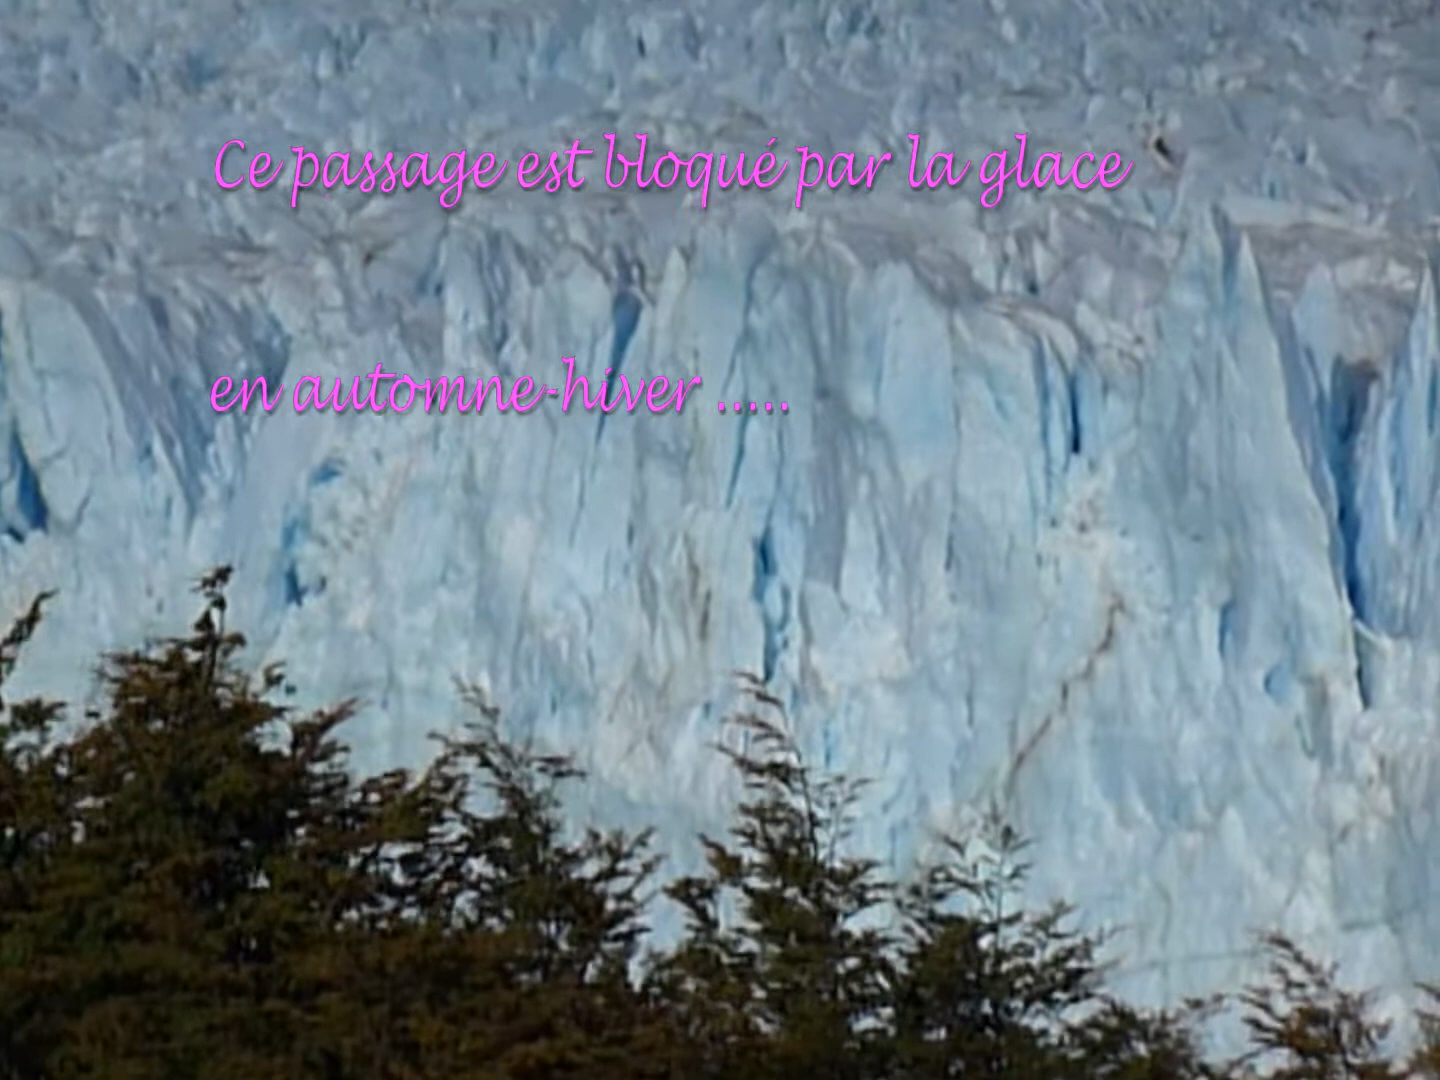 Ce passage est bloqué par la glace
en automne-hiver .....